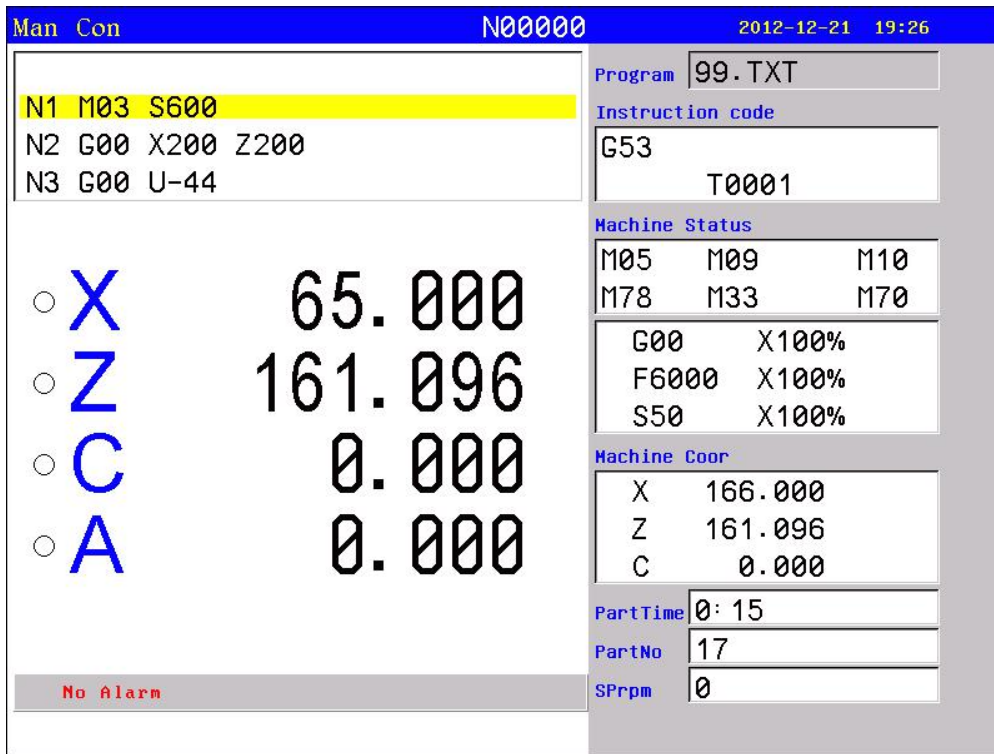 Man Con N00000 2012-12-21 19:26
N1 M03 S600
N2 G00 X200 Z200
N3 G00 U-44
X 65.000
Z 161.096
C 0.000
A 0.000
No Alarm
Program 99.TXT
Instruction code
G53
T0001
Machine Status
M05 M09 M10
M78 M33 M70
G00 X100%
F6000 X100%
S50 X100%
Machine Coor
X 166.000
Z 161.096
C 0.000
PartTime 0:15
PartNo 17
SPrpm 0